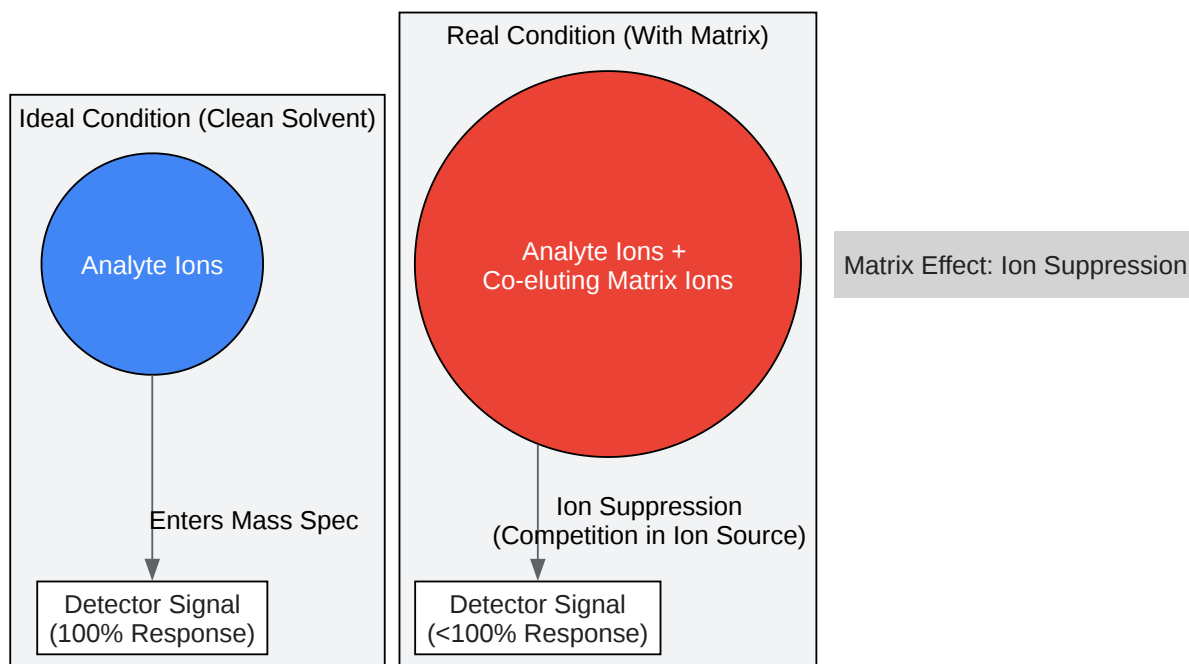 Ideal Condition (Clean Solvent)
Analyte Ions
Enters Mass Spec
Detector Signal
(100% Response)
Real Condition (With Matrix)
Analyte Ions +
Co-eluting Matrix Ions
Ion Suppression
(Competition in Ion Source)
Detector Signal
(<100% Response)
Matrix Effect: Ion Suppression